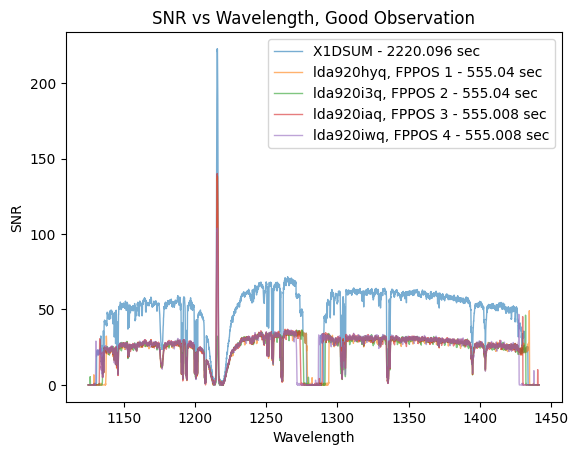 SNR vs Wavelength, Good Observation
X1DSUM - 2220.096 sec
lda920hyq, FPPOS 1 - 555.04 sec
lda920i3q, FPPOS 2 - 555.04 sec
lda920iaq, FPPOS 3 - 555.008 sec
lda920iwq, FPPOS 4 - 555.008 sec
SNR
200
150
100
50
0
1150 1200 1250 1300 1350 1400 1450
Wavelength